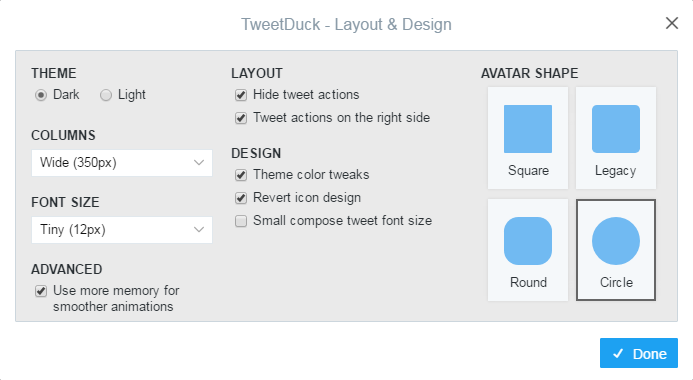 TweetDuck - Layout & Design
THEME
Dark
Light
COLUMNS
Wide (350px)
FONT SIZE
Tiny (12px)
ADVANCED
Use more memory for
smoother animations
LAYOUT
Hide tweet actions
Tweet actions on the right side
DESIGN
Theme color tweaks
Revert icon design
Small compose tweet font size
AVATAR SHAPE
Square
Legacy
Round
Circle
Done